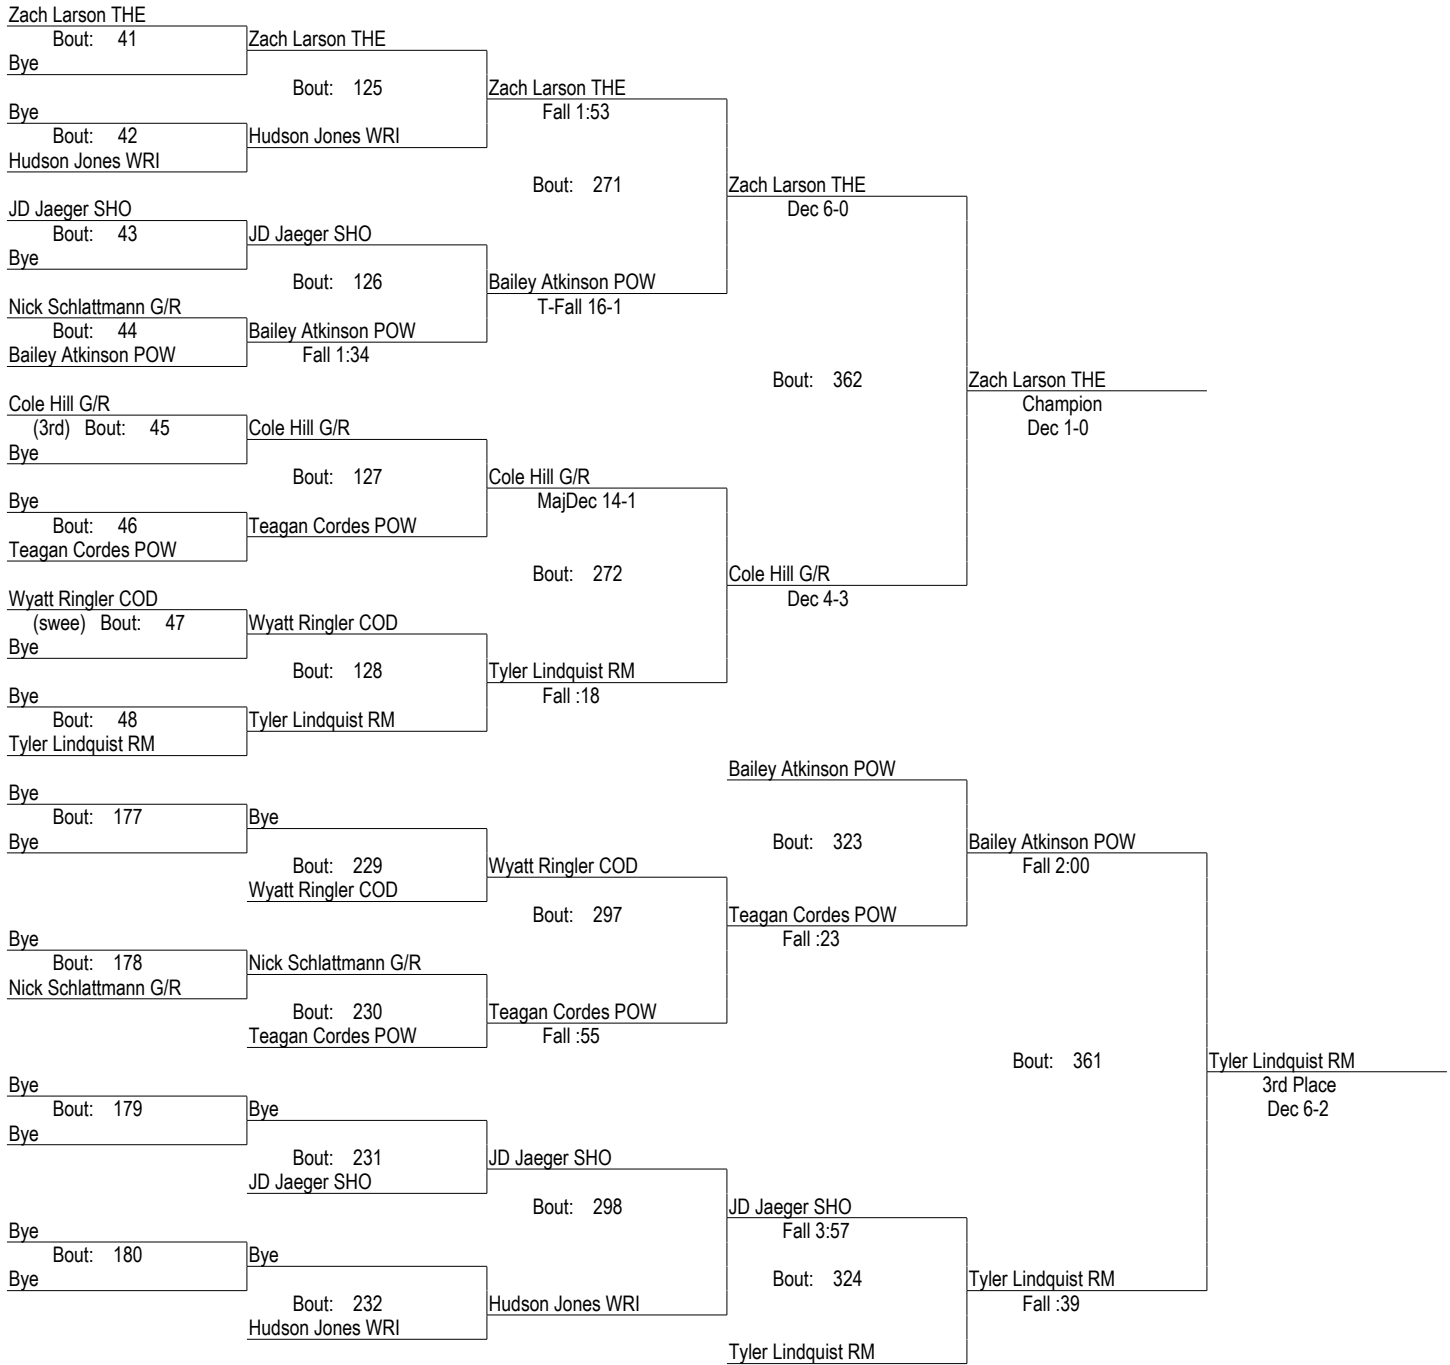 Zach Larson THE
Bout: 41
Zach Larson THE
Bye
Bout: 125
Zach Larson THE
Bye
Fall 1:53
Bout: 42
Hudson Jones WRI
Hudson Jones WRI
Bout: 271
Zach Larson THE
JD Jaeger SHO
Dec 6-0
Bout: 43
JD Jaeger SHO
Bye
Bout: 126
Bailey Atkinson POW
Nick Schlattmann G/R
T-Fall 16-1
Bout: 44
Bailey Atkinson POW
Bailey Atkinson POW
Fall 1:34
Bout: 362
Zach Larson THE
Cole Hill G/R
Champion
(3rd) Bout: 45
Cole Hill G/R
Dec 1-0
Bye
Bout: 127
Cole Hill G/R
Bye
MajDec 14-1
Bout: 46
Teagan Cordes POW
Teagan Cordes POW
Bout: 272
Cole Hill G/R
Wyatt Ringler COD
Dec 4-3
(swee) Bout: 47
Wyatt Ringler COD
Bye
Bout: 128
Tyler Lindquist RM
Bye
Fall :18
Bout: 48
Tyler Lindquist RM
Tyler Lindquist RM
Bailey Atkinson POW
Bye
Bout: 177
Bye
Bye
Bout: 323
Bailey Atkinson POW
Bout: 229
Wyatt Ringler COD
Fall 2:00
Wyatt Ringler COD
Bout: 297
Teagan Cordes POW
Bye
Fall :23
Bout: 178
Nick Schlattmann G/R
Nick Schlattmann G/R
Bout: 230
Teagan Cordes POW
Teagan Cordes POW
Fall :55
Bout: 361
Tyler Lindquist RM
Bye
3rd Place
Bout: 179
Bye
Dec 6-2
Bye
Bout: 231
JD Jaeger SHO
JD Jaeger SHO
Bout: 298
JD Jaeger SHO
Bye
Fall 3:57
Bout: 180
Bye
Bye
Bout: 324
Tyler Lindquist RM
Bout: 232
Hudson Jones WRI
Fall :39
Hudson Jones WRI
Tyler Lindquist RM